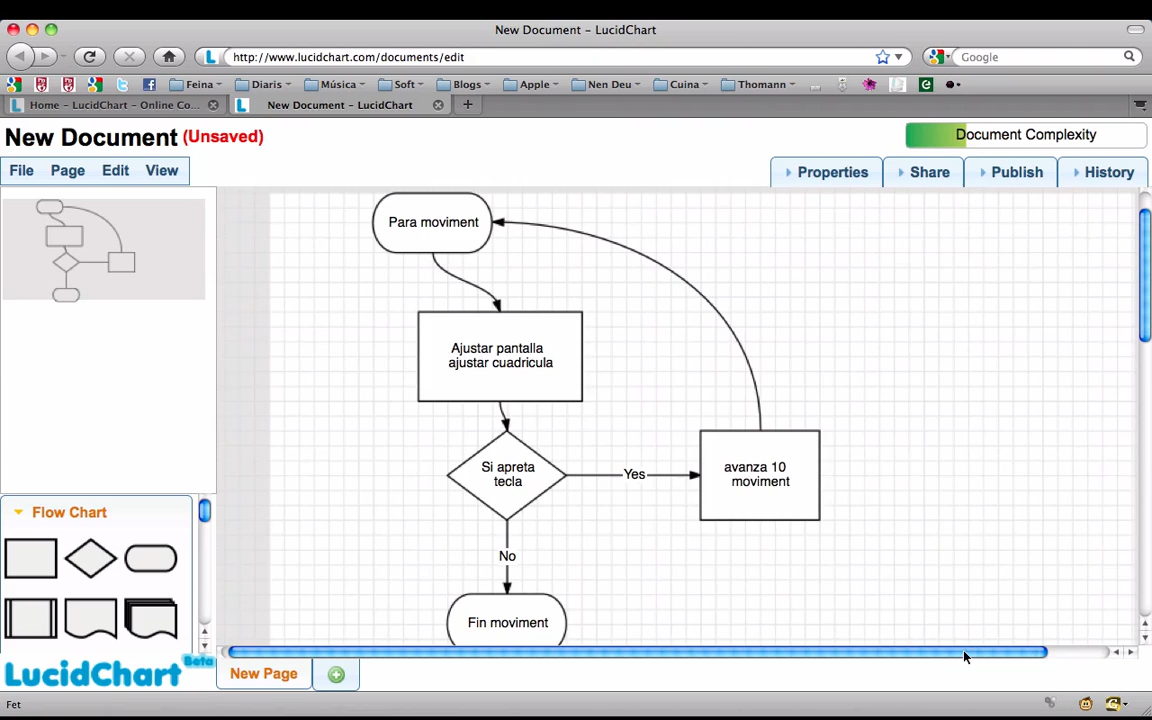 New Document – LucidChart
http://www.lucidchart.com/documents/edit
Google
Feina
Diaris
Música
Soft
Blogs
Apple
Nen Deu
Cuina
Thomann
Home – LucidChart – Online Co...
New Document – LucidChart
New Document (Unsaved)
Document Complexity
File Page Edit View
Properties
Share
Publish
History
Para moviment
Ajustar pantalla
ajustar cuadricula
Si apreta
tecla
Yes
avanza 10
moviment
No
Fin moviment
Flow Chart
LucidChart Beta
New Page
Fet